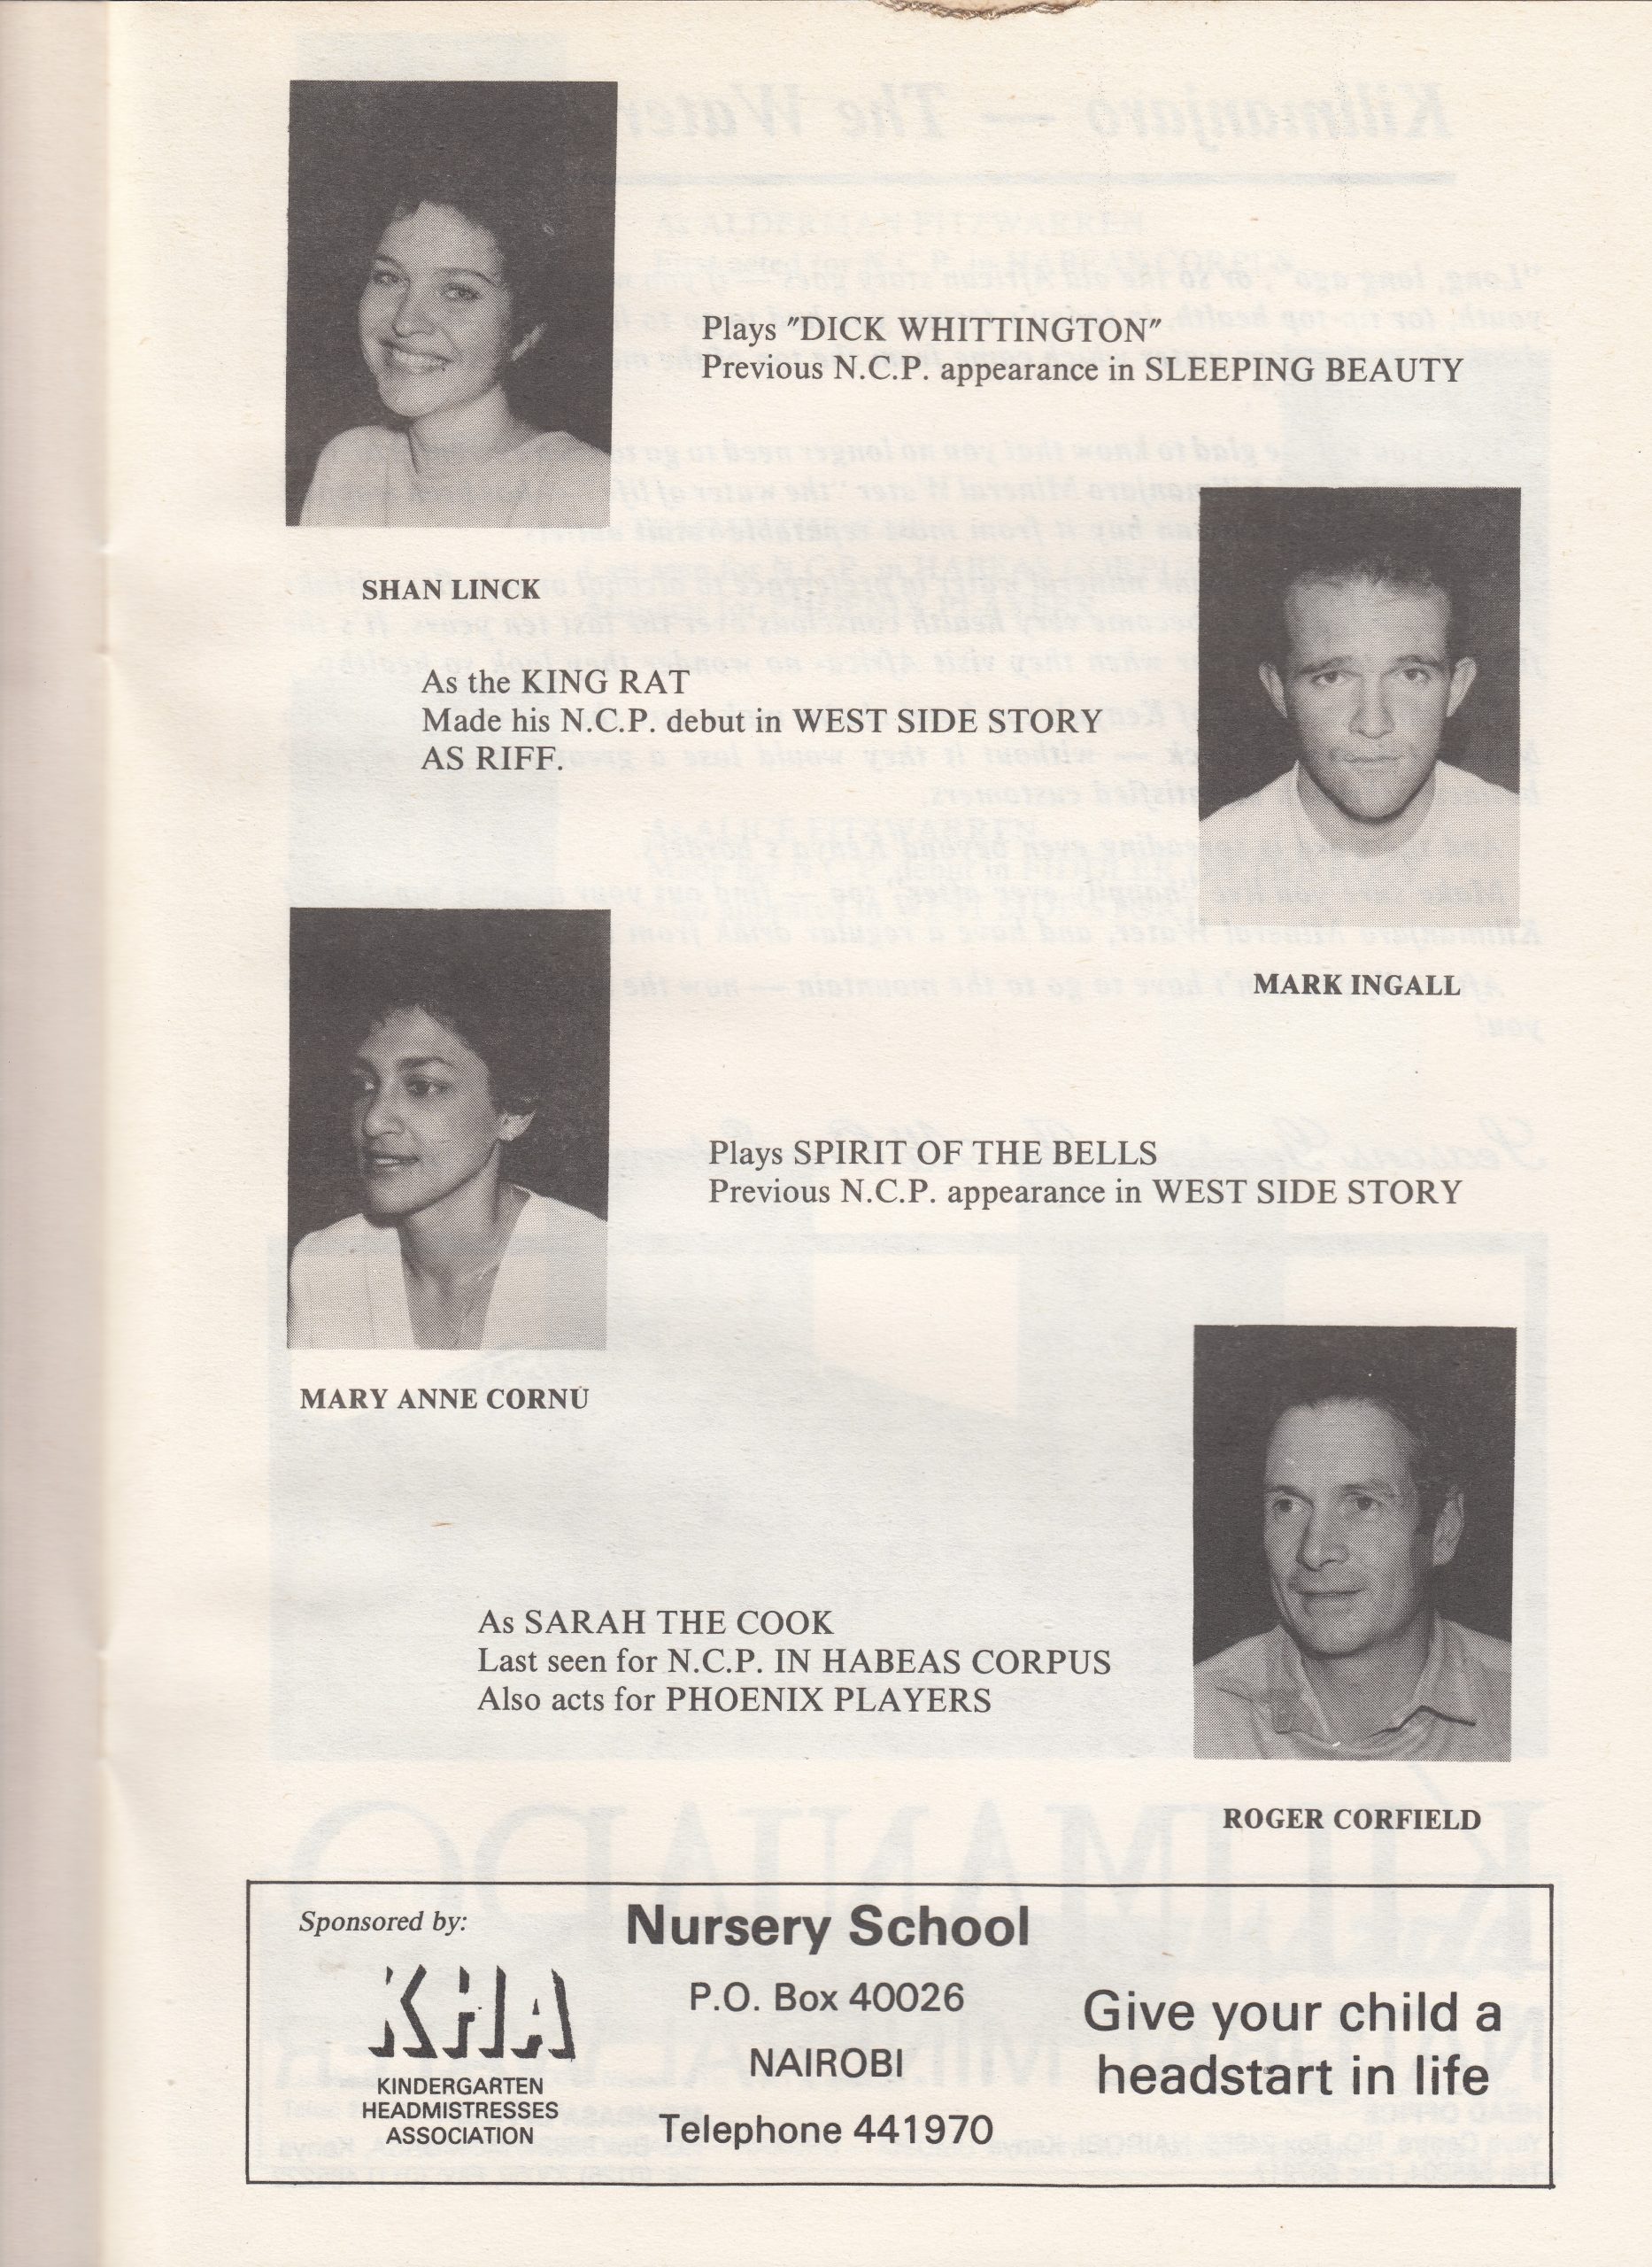 Plays "DICK WHITTINGTON"
Previous N.C.P. appearance in SLEEPING BEAUTY
SHAN LINCK
As the KING RAT
Made his N.C.P. debut in WEST SIDE STORY
AS RIFF.
MARK INGALL
Plays SPIRIT OF THE BELLS
Previous N.C.P. appearance in WEST SIDE STORY
MARY ANNE CORNU
As SARAH THE COOK
Last seen for N.C.P. IN HABEAS CORPUS
Also acts for PHOENIX PLAYERS
ROGER CORFIELD
Sponsored by:
KHA
KINDERGARTEN
HEADMISTRESSES
ASSOCIATION
Nursery School
P.O. Box 40026
NAIROBI
Telephone 441970
Give your child a
headstart in life